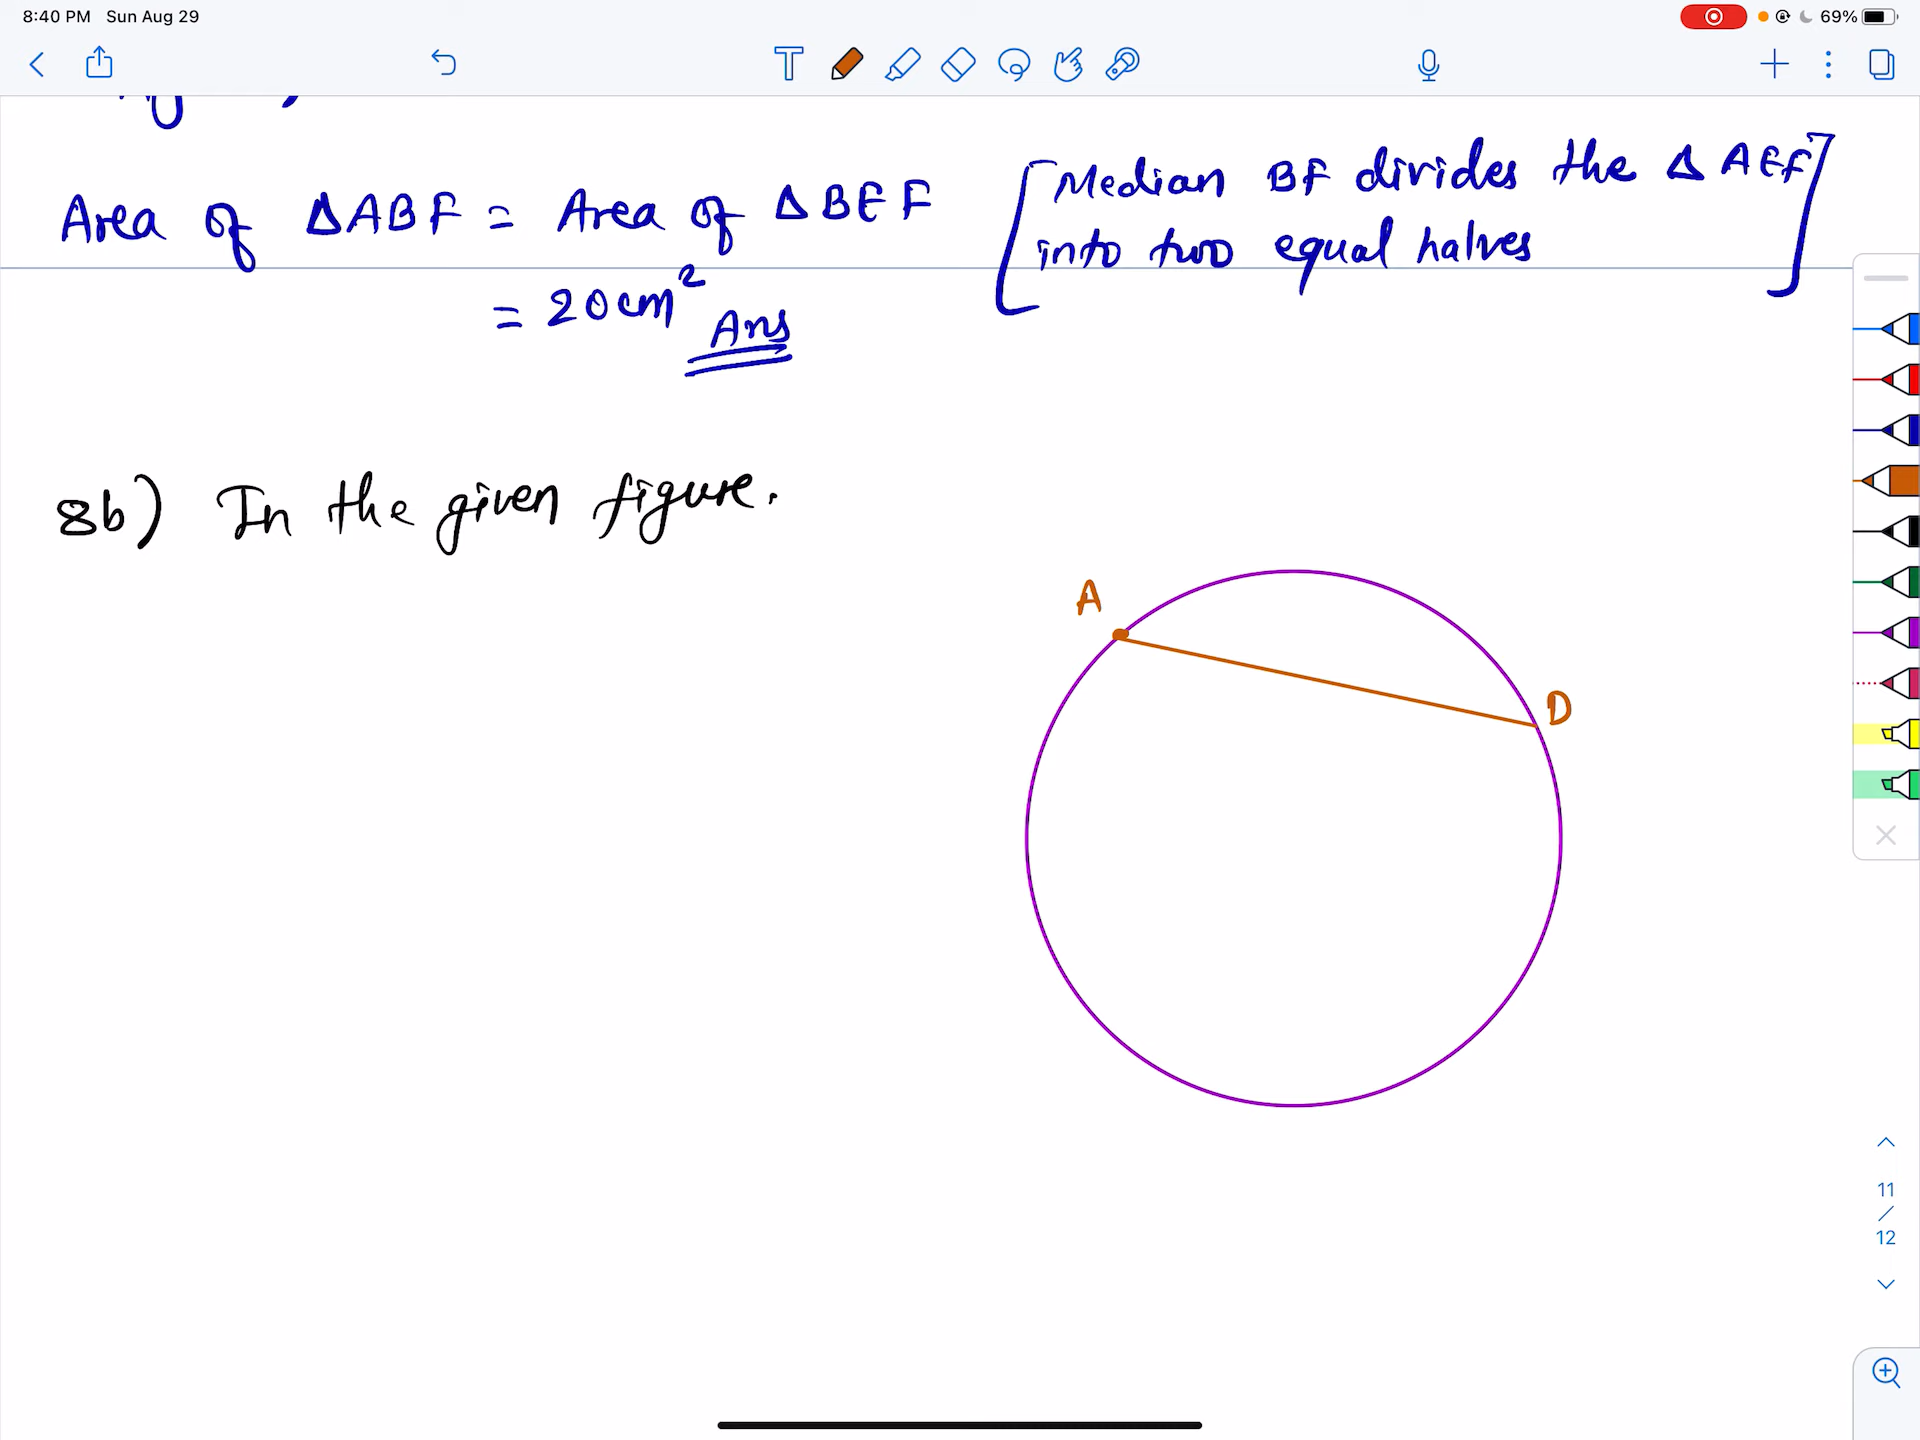 8:40 PM Sun Aug 29
69%
Area of ΔABF = Area of ΔBEF [Median BF divides the Δ AEF
into two equal halves]
= 20cm² Ans
8b) In the given figure.
A
D
11
/
12